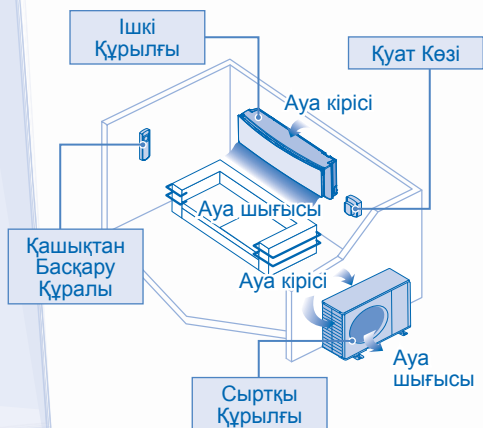 Ішкі
Құрылғы
Қуат Көзі
Ауа кірісі
Ауа шығысы
Қашықтан
Басқару
Құралы
Ауа кірісі
Ауа
шығысы
Сыртқы
Құрылғы